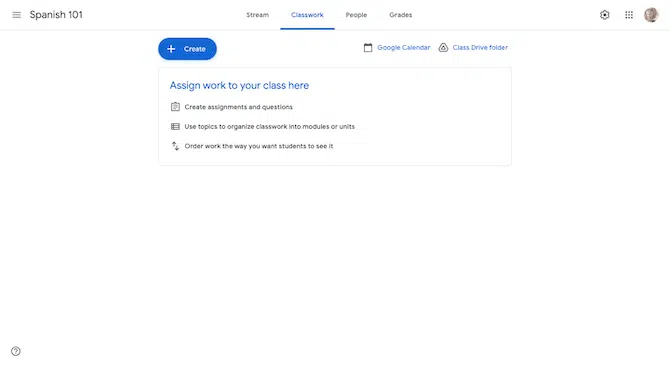 Spanish 101
Stream
Classwork
People
Grades
Create
Google Calendar
Class Drive folder
Assign work to your class here
Create assignments and questions
Use topics to organize classwork into modules or units
Order work the way you want students to see it